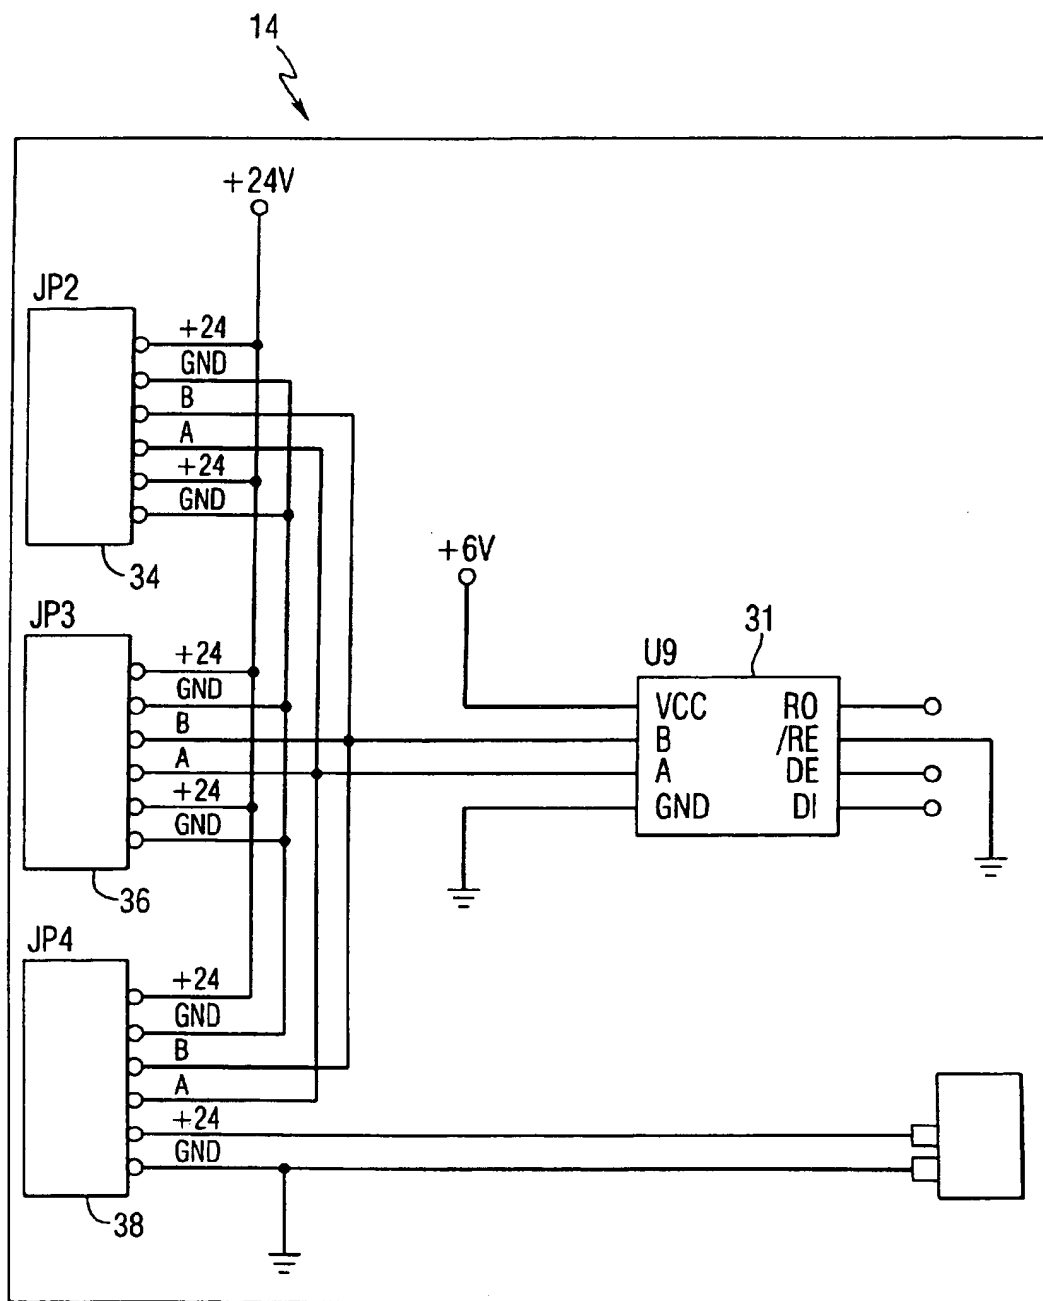 14
+24V
JP2
+24
GND
B
A
+24
GND
34
+6V
JP3
+24
GND
B
A
+24
GND
36
U9
31
VCC RO
B /RE
A DE
GND DI
JP4
+24
GND
B
A
+24
GND
38